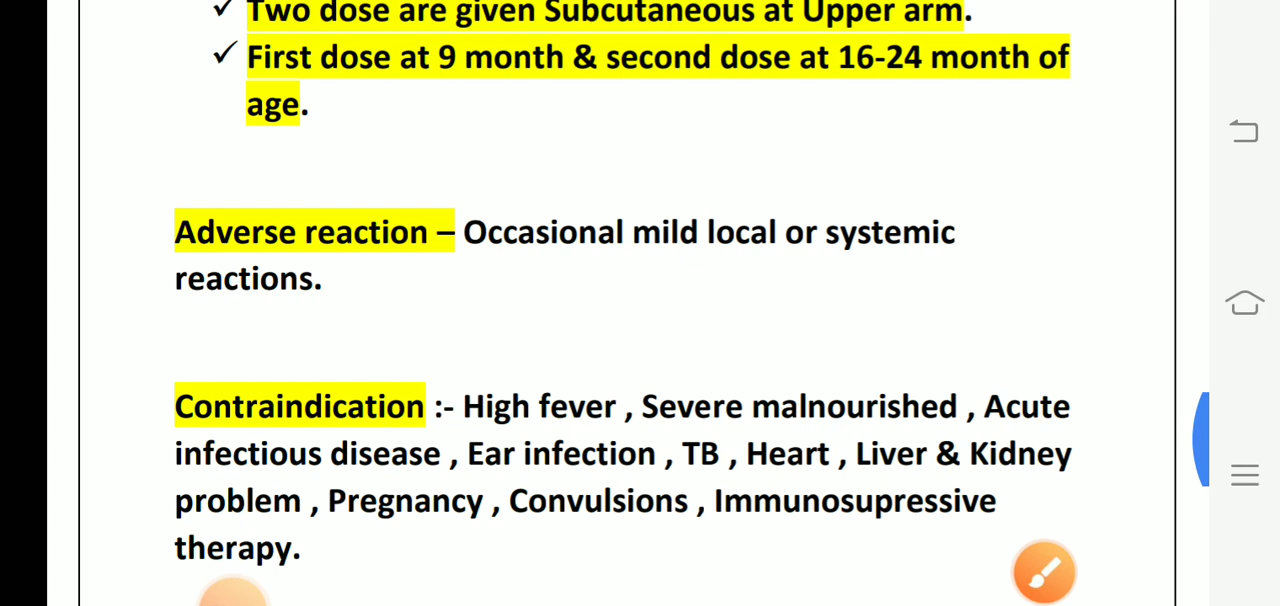 ✓ Two dose are given Subcutaneous at Upper arm.
✓ First dose at 9 month & second dose at 16-24 month of
age.
Adverse reaction – Occasional mild local or systemic
reactions.
Contraindication :- High fever , Severe malnourished , Acute
infectious disease , Ear infection , TB , Heart , Liver & Kidney
problem , Pregnancy , Convulsions , Immunosupressive
therapy.